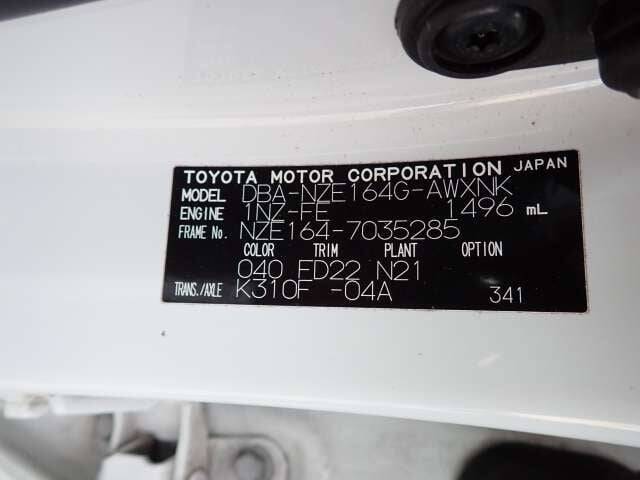 TOYOTA MOTOR CORPORATION JAPAN
MODEL DBA-NZE164G-AWXNK
ENGINE 1NZ-FE 1496 mL
FRAME No. NZE164-7035285
COLOR TRIM PLANT OPTION
040 FD22 N21
TRANS./AXLE K310F -04A 341